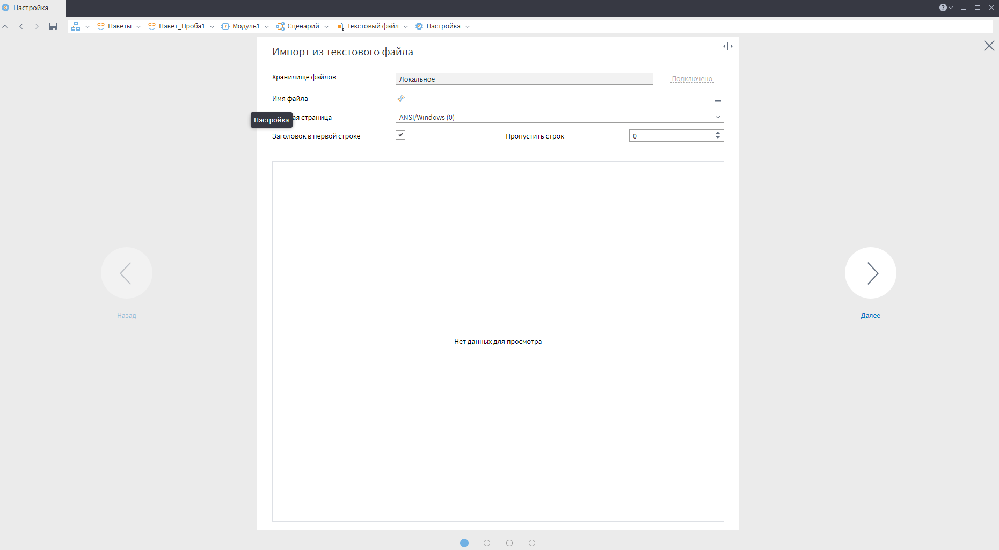 Настройка
Пакеты Пакет_Проба1 Модуль1 Сценарий Текстовый файл Настройка
Импорт из текстового файла
Хранилище файлов Локальное Подключено
Имя файла ...
страница ANSI/Windows (0)
Настройка
Заголовок в первой строке Пропустить строк 0
Нет данных для просмотра
Назад
Далее